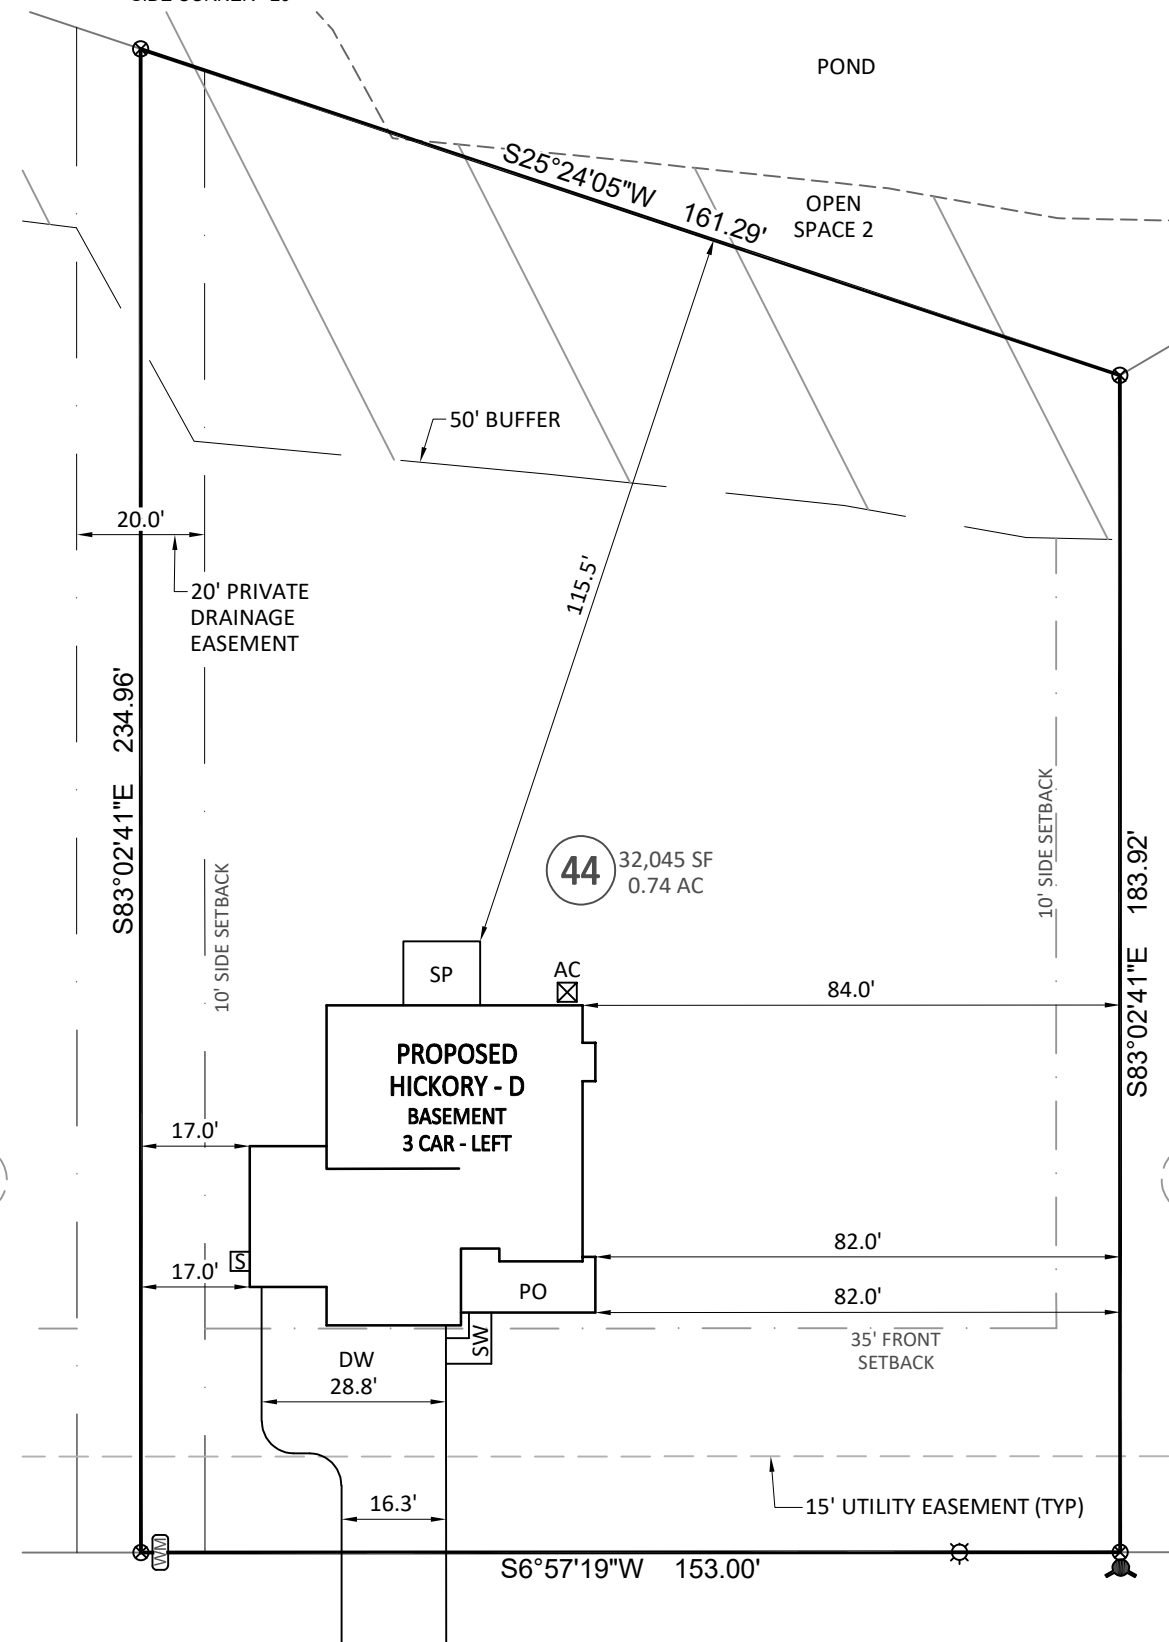 POND
S25°24'05"W 161.29'
OPEN
SPACE 2
50' BUFFER
20.0'
20' PRIVATE
DRAINAGE
EASEMENT
115.5'
S83°02'41"E 234.96'
10' SIDE SETBACK
10' SIDE SETBACK
S83°02'41"E 183.92'
44
32,045 SF
0.74 AC
SP
AC
84.0'
PROPOSED
HICKORY - D
BASEMENT
3 CAR - LEFT
17.0'
S
17.0'
82.0'
PO
82.0'
SW
35' FRONT
SETBACK
DW
28.8'
16.3'
15' UTILITY EASEMENT (TYP)
WM
S6°57'19"W 153.00'